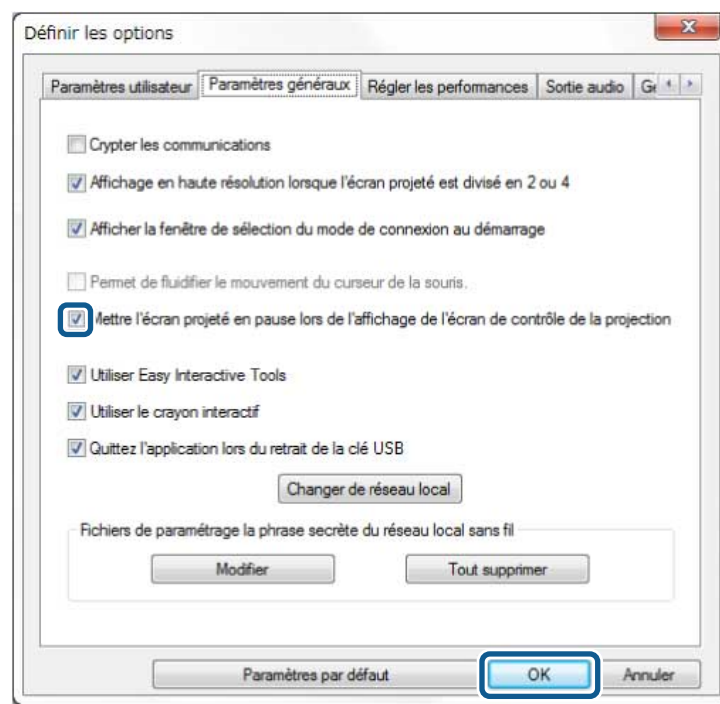 Définir les options
Paramètres utilisateur Paramètres généraux Régler les performances Sortie audio
Crypter les communications
Affichage en haute résolution lorsque l'écran projeté est divisé en 2 ou 4
Afficher la fenêtre de sélection du mode de connexion au démarrage
Permet de fluidifier le mouvement du curseur de la souris.
Mettre l'écran projeté en pause lors de l'affichage de l'écran de contrôle de la projection
Utiliser Easy Interactive Tools
Utiliser le crayon interactif
Quittez l'application lors du retrait de la clé USB
Changer de réseau local
Fichiers de paramétrage la phrase secrète du réseau local sans fil
Modifier Tout supprimer
Paramètres par défaut OK Annuler